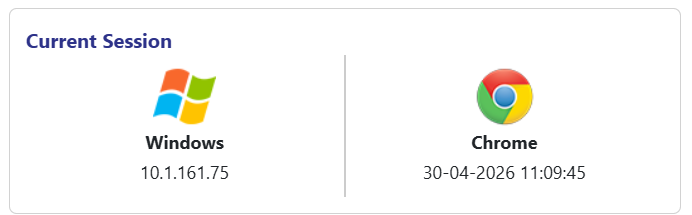 Current Session
Windows
10.1.161.75
Chrome
30-04-2026 11:09:45